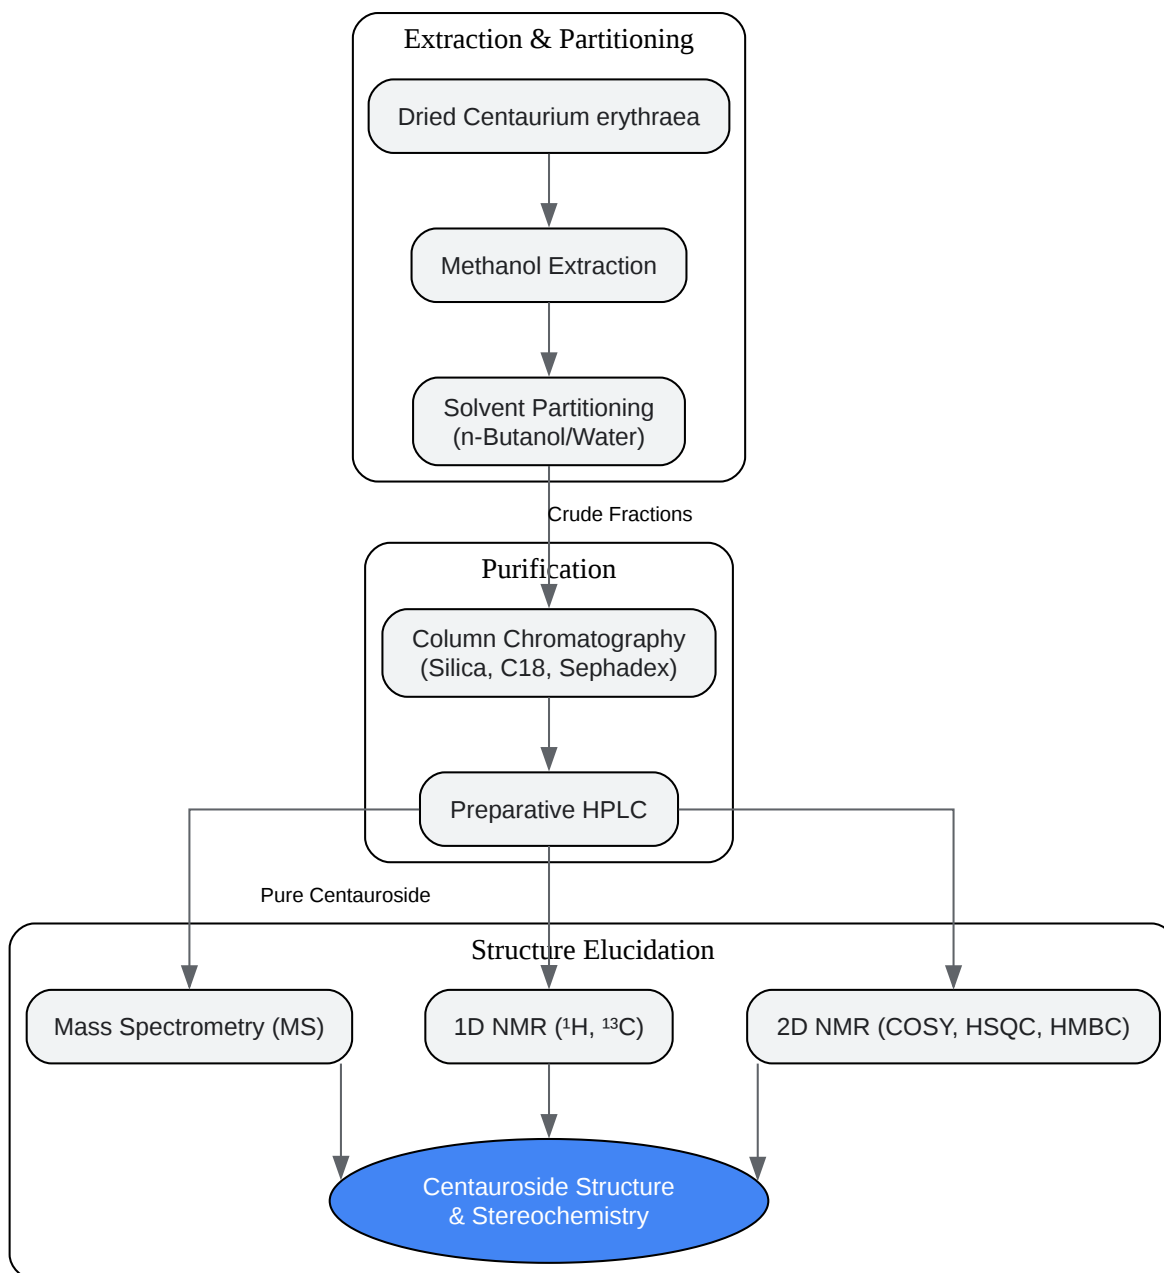 Extraction & Partitioning
Dried Centaurium erythraea
Methanol Extraction
Solvent Partitioning
(n-Butanol/Water)
Crude Fractions
Purification
Column Chromatography
(Silica, C18, Sephadex)
Preparative HPLC
Pure Centauroside
Structure Elucidation
Mass Spectrometry (MS)
1D NMR (¹H, ¹³C)
2D NMR (COSY, HSQC, HMBC)
Centauroside Structure
& Stereochemistry